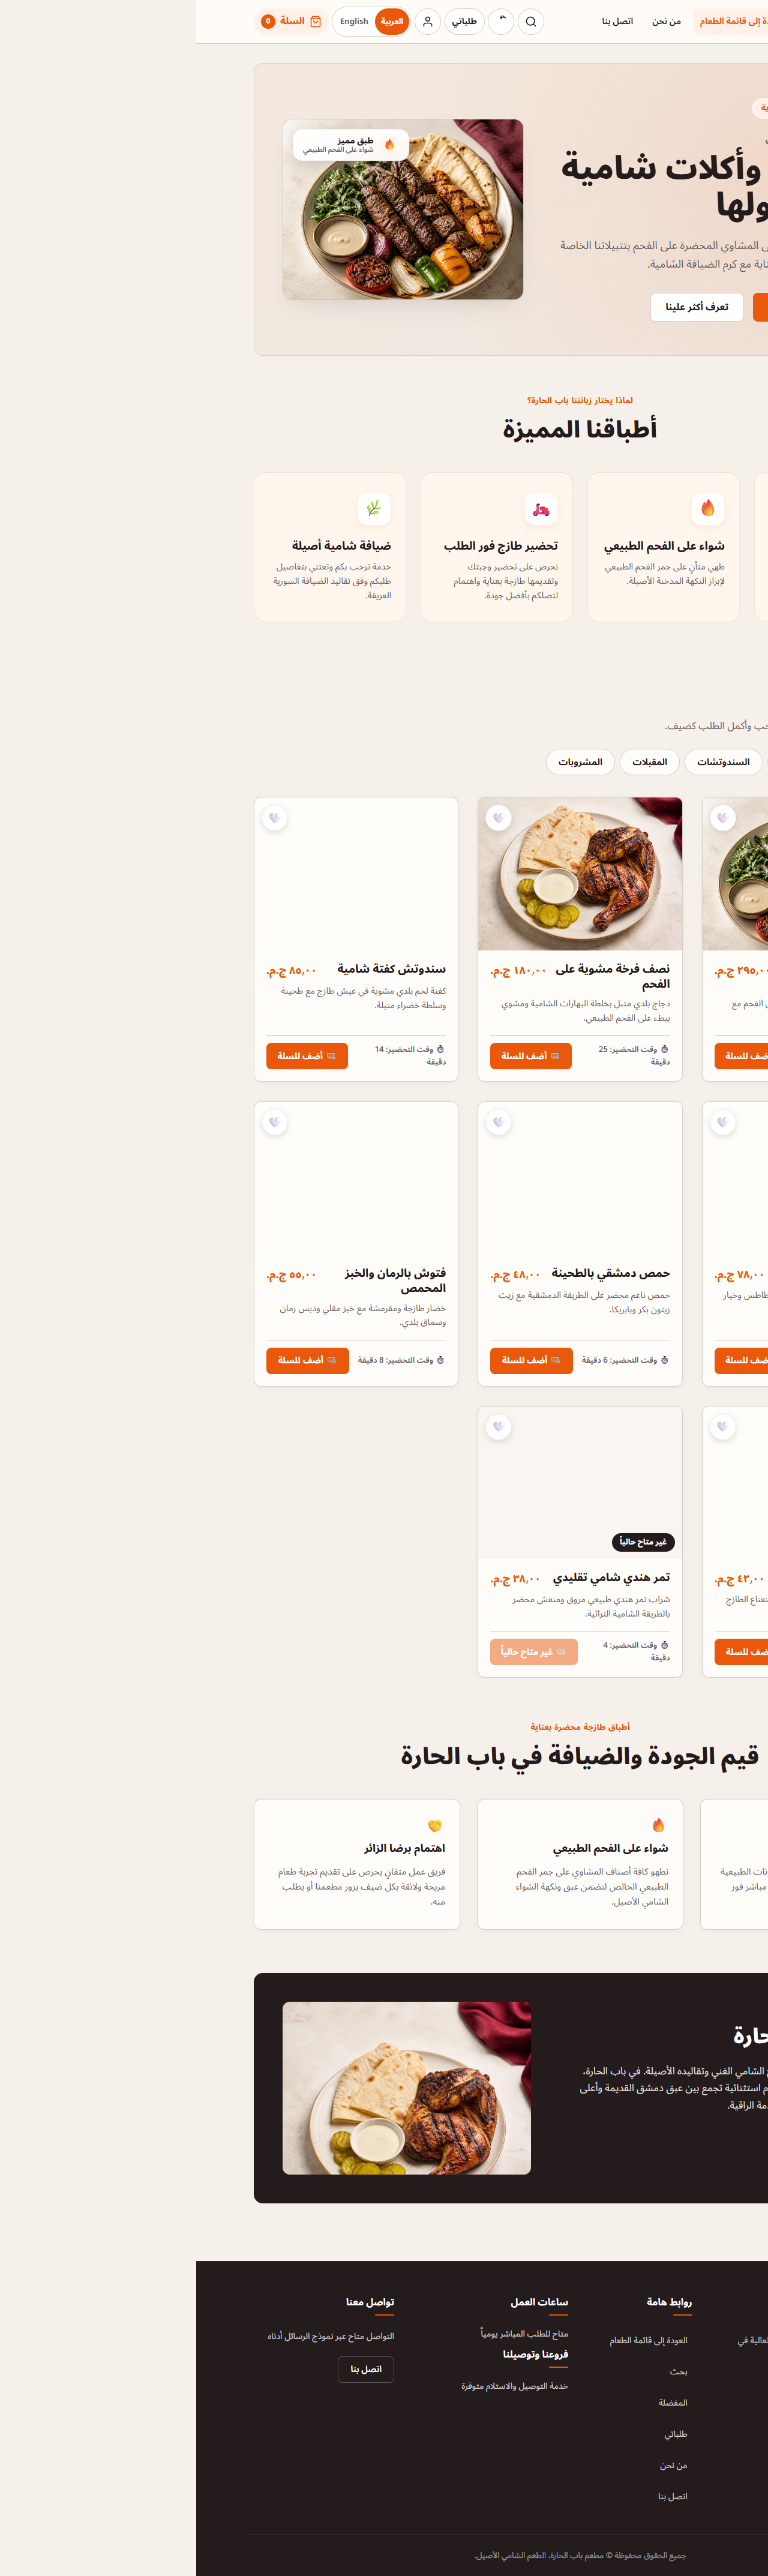 السلة 0
العربية
English
طلباتي
اتصل بنا
من نحن
إلى قائمة الطعام
طبق مميز
شواء على الفحم الطبيعي
وأكلات شامية
المشاوي المحضرة على الفحم بتتبيلاتنا الخاصة
مع كرم الضيافة الشامية.
تعرف أكثر علينا
لماذا يختار زبائننا باب الحارة؟
أطباقنا المميزة
شواء على الفحم الطبيعي
طهي متأنٍ على جمر الفحم الطبيعي
لإبراز النكهة المدخنة الأصيلة.
تحضير طازج فور الطلب
نحرص على تحضير وجبتك
وتقديمها طازجة بعناية واهتمام
لتصلكم بأفضل جودة.
ضيافة شامية أصيلة
خدمة ترحب بكم وتعتني بتفاصيل
طلبكم وفق تقاليد الضيافة السورية
العريقة.
وأكمل الطلب كضيف.
السندوتشات
المقبلات
المشروبات
٢٩٥٫٠٠ ج.م.
الفحم مع
نصف فرخة مشوية على
الفحم
١٨٠٫٠٠ ج.م.
دجاج بلدي متبل بخلطة البهارات الشامية ومشوي
ببطء على الفحم الطبيعي.
وقت التحضير: 25
دقيقة
أضف للسلة
سندوتش كفتة شامية
٨٥٫٠٠ ج.م.
كفتة لحم بلدي مشوية في عيش طازج مع طحينة
وسلطة خضراء متبلة.
وقت التحضير: 14
دقيقة
أضف للسلة
٧٨٫٠٠ ج.م.
وخيار
حمص دمشقي بالطحينة
٤٨٫٠٠ ج.م.
حمص ناعم محضر على الطريقة الدمشقية مع زيت
زيتون بكر وبابريكا.
وقت التحضير: 6 دقيقة
أضف للسلة
فتوش بالرمان والخبز
المحمص
٥٥٫٠٠ ج.م.
خضار طازجة ومقرمشة مع خبز مقلي ودبس رمان
وسماق بلدي.
وقت التحضير: 8 دقيقة
أضف للسلة
٤٢٫٠٠ ج.م.
الطازج
غير متاح حالياً
تمر هندي شامي تقليدي
٣٨٫٠٠ ج.م.
شراب تمر هندي طبيعي مروق ومنعش محضر
بالطريقة الشامية التراثية.
وقت التحضير: 4
دقيقة
غير متاح حالياً
أطباق طازجة محضرة بعناية
قيم الجودة والضيافة في باب الحارة
الطبيعية
مباشر فور
شواء على الفحم الطبيعي
نطهو كافة أصناف المشاوي على جمر الفحم
الطبيعي الخالص لنضمن عبق ونكهة الشواء
الشامي الأصيل.
اهتمام برضا الزائر
فريق عمل متفانٍ يحرص على تقديم تجربة طعام
مريحة ولائقة بكل ضيف يزور مطعمنا أو يطلب
منه.
الشامي الغني وتقاليده الأصيلة. في باب الحارة،
استثنائية تجمع بين عبق دمشق القديمة وأعلى
الراقية.
روابط هامة
العودة إلى قائمة الطعام
بحث
المفضلة
طلباتي
من نحن
اتصل بنا
ساعات العمل
متاح للطلب المباشر يومياً
فروعنا وتوصيلنا
خدمة التوصيل والاستلام متوفرة
تواصل معنا
التواصل متاح عبر نموذج الرسائل أدناه
اتصل بنا
جميع الحقوق محفوظة © مطعم باب الحارة. الطعم الشامي الأصيل.